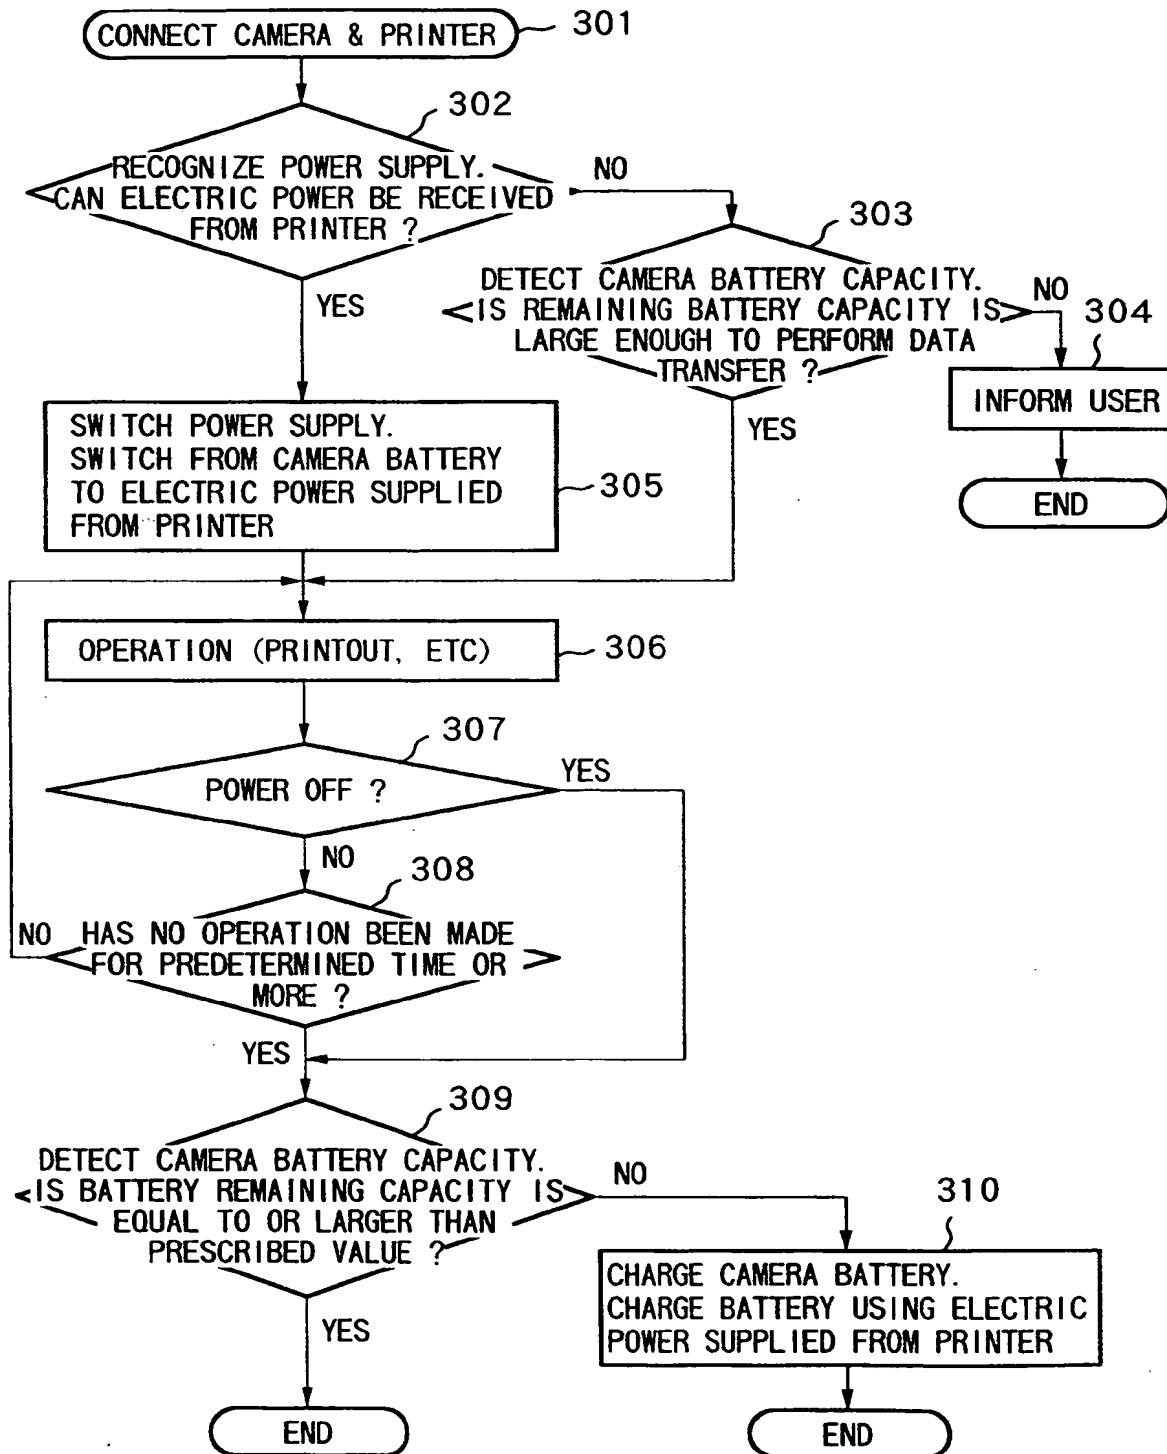 CONNECT CAMERA & PRINTER
301
302
RECOGNIZE POWER SUPPLY.
CAN ELECTRIC POWER BE RECEIVED
FROM PRINTER ?
NO
YES
303
DETECT CAMERA BATTERY CAPACITY.
IS REMAINING BATTERY CAPACITY IS
LARGE ENOUGH TO PERFORM DATA
TRANSFER ?
NO
304
INFORM USER
END
YES
SWITCH POWER SUPPLY.
SWITCH FROM CAMERA BATTERY
TO ELECTRIC POWER SUPPLIED
FROM PRINTER
305
OPERATION (PRINTOUT, ETC)
306
307
POWER OFF ?
YES
NO
308
NO
HAS NO OPERATION BEEN MADE
FOR PREDETERMINED TIME OR
MORE ?
YES
309
DETECT CAMERA BATTERY CAPACITY.
IS BATTERY REMAINING CAPACITY IS
EQUAL TO OR LARGER THAN
PRESCRIBED VALUE ?
NO
310
CHARGE CAMERA BATTERY.
CHARGE BATTERY USING ELECTRIC
POWER SUPPLIED FROM PRINTER
YES
END
END